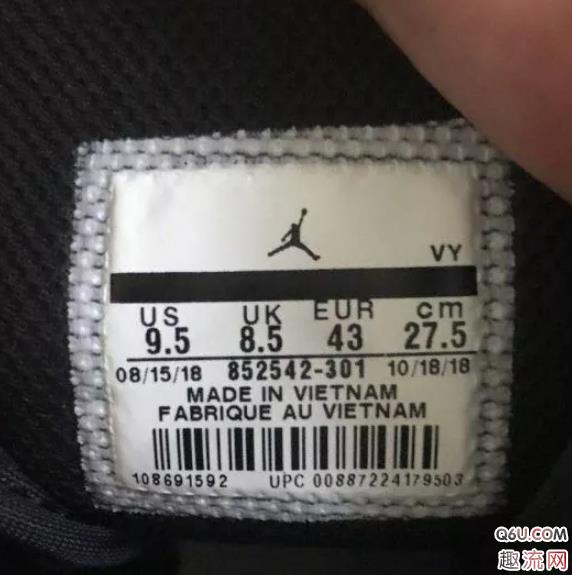 VY
US UK EUR cm
9.5 8.5 43 27.5
08/15/18 852542-301 10/18/18
MADE IN VIETNAM
FABRIQUE AU VIETNAM
108691592 UPC 00887224179503
Q6U.COM
趣流网